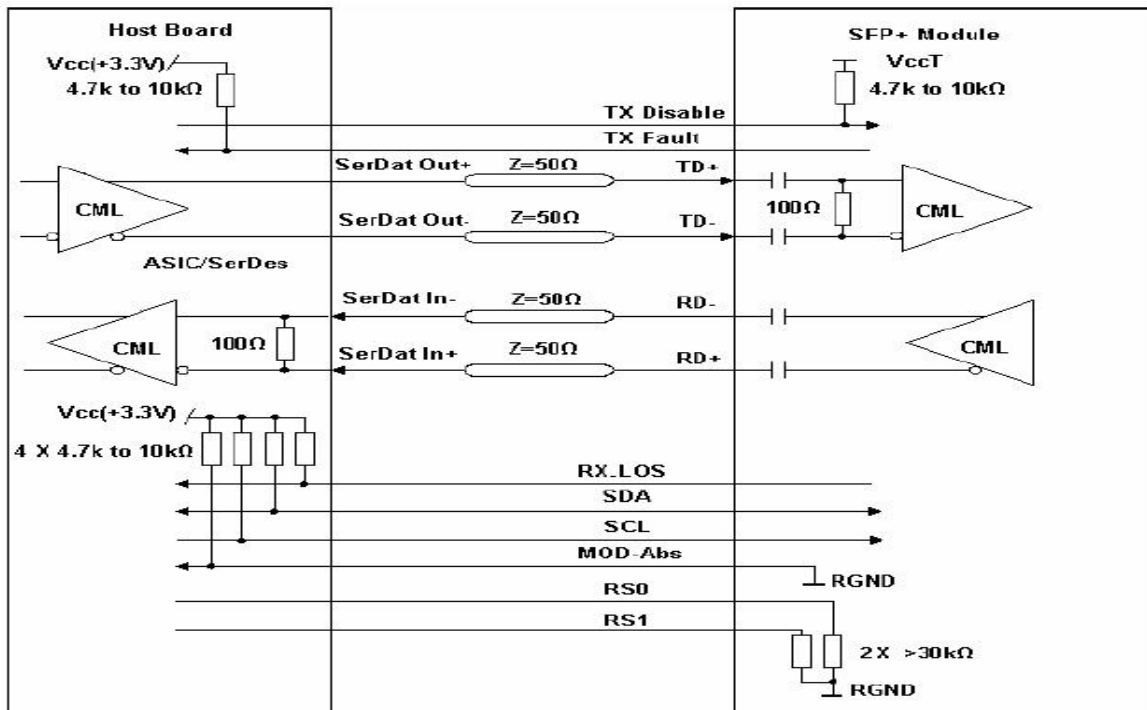 Host Board
SFP+ Module
Vcc(+3.3V)
VccT
4.7k to 10kΩ
4.7k to 10kΩ
TX Disable
TX Fault
SerDat Out+
Z=50Ω
TD+
CML
100Ω
CML
SerDat Out-
Z=50Ω
TD-
ASIC/SerDes
SerDat In-
Z=50Ω
RD-
CML
100Ω
CML
SerDat In+
Z=50Ω
RD+
Vcc(+3.3V)
4 X 4.7k to 10kΩ
RX_LOS
SDA
SCL
MOD-Abs
RGND
RS0
RS1
2X >30kΩ
RGND